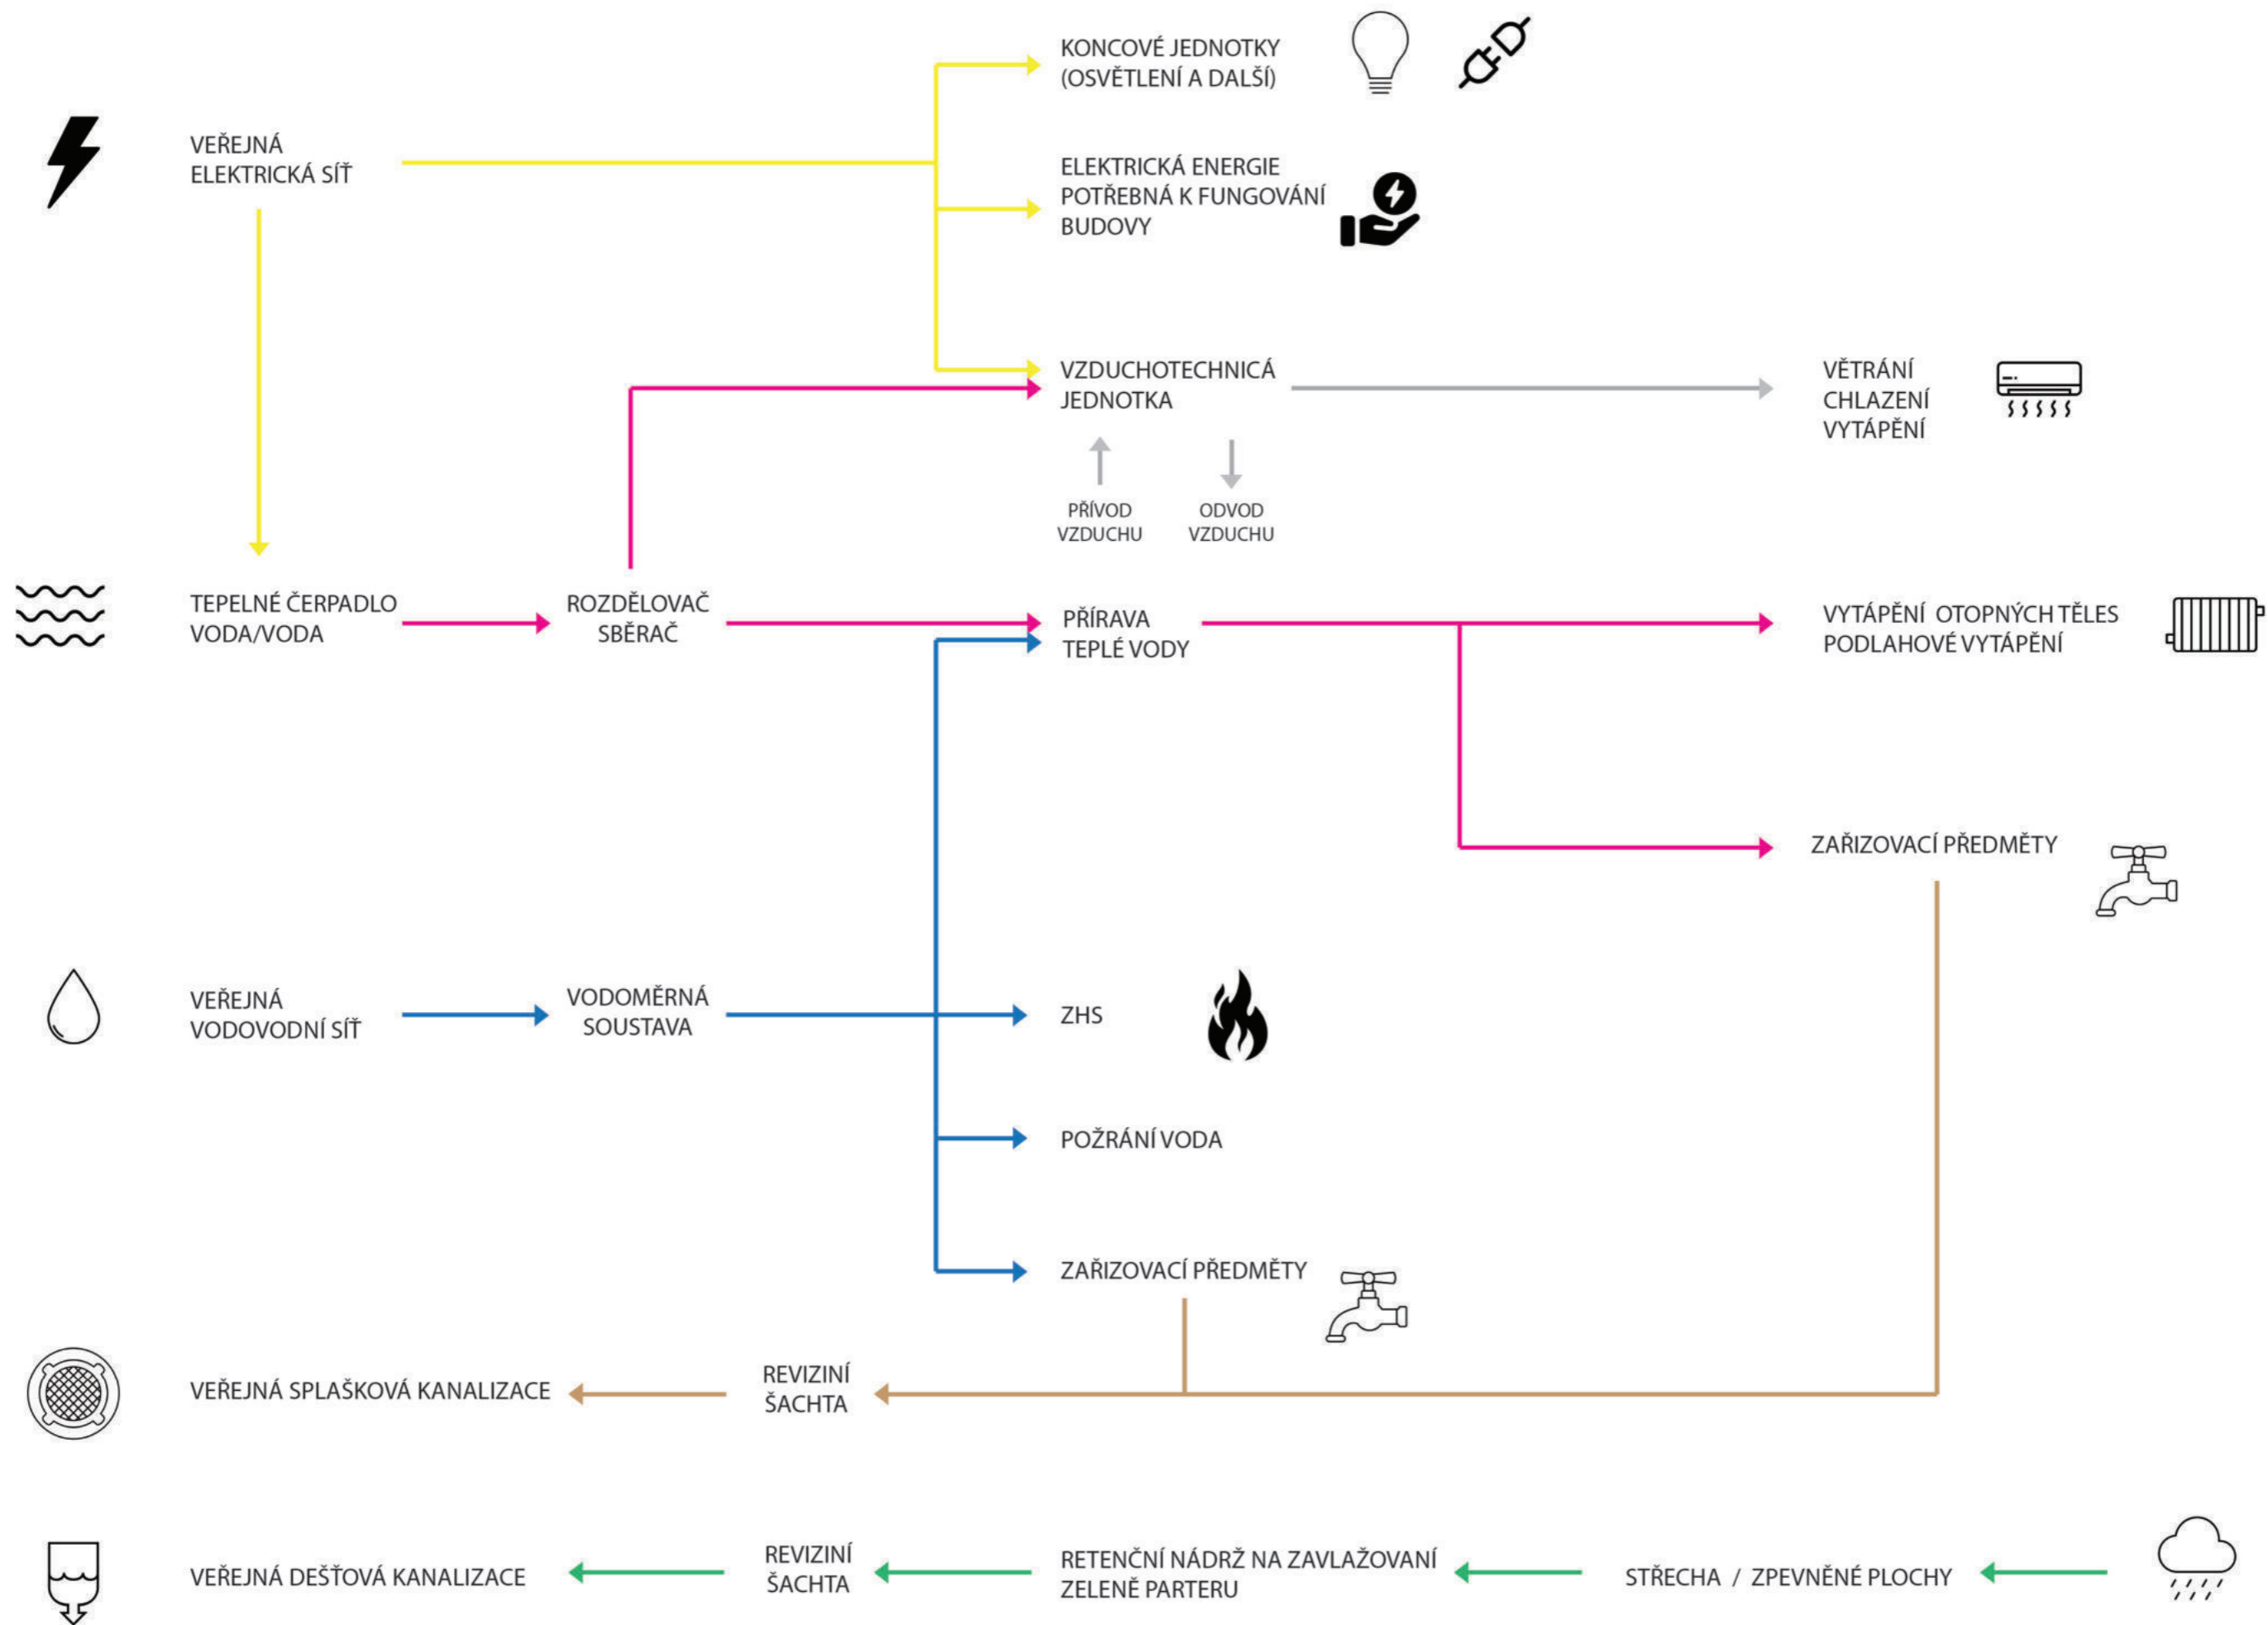 KONCOVÉ JEDNOTKY
(OSVĚTLENÍ A DALŠÍ)
VEŘEJNÁ
ELEKTRICKÁ SÍŤ
ELEKTRICKÁ ENERGIE
POTŘEBNÁ K FUNGOVÁNÍ
BUDOVY
VZDUCHOTECHNICÁ
JEDNOTKA
VĚTRÁNÍ
CHLAZENÍ
VYTÁPĚNÍ
PŘÍVOD
VZDUCHU
ODVOD
VZDUCHU
TEPELNÉ ČERPADLO
VODA/VODA
ROZDĚLOVAČ
SBĚRAČ
PŘÍRAVA
TEPLÉ VODY
VYTÁPĚNÍ OTOPNÝCH TĚLES
PODLAHOVÉ VYTÁPĚNÍ
ZAŘIZOVACÍ PŘEDMĚTY
VEŘEJNÁ
VODOVODNÍ SÍŤ
VODOMĚRNÁ
SOUSTAVA
ZHS
POŽRÁNÍ VODA
ZAŘIZOVACÍ PŘEDMĚTY
VEŘEJNÁ SPLAŠKOVÁ KANALIZACE
REVIZINÍ
ŠACHTA
VEŘEJNÁ DEŠŤOVÁ KANALIZACE
REVIZINÍ
ŠACHTA
RETENČNÍ NÁDRŽ NA ZAVLAŽOVANÍ
ZELENĚ PARTERU
STŘECHA / ZPEVNĚNÉ PLOCHY